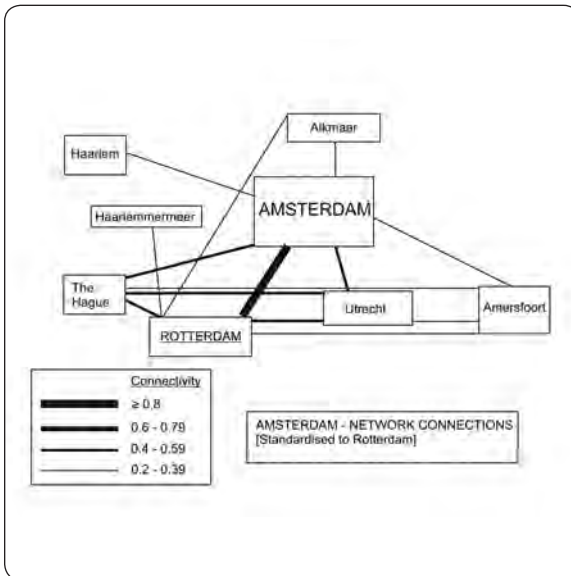 Alkmaar
Haarlem
AMSTERDAM
Haarlemmermeer
The
Hague
Utrecht
Amersfoort
ROTTERDAM
Connectivity
≥ 0,8
0.6 - 0.79
0.4 - 0.59
0.2 - 0.39
AMSTERDAM - NETWORK CONNECTIONS
[Standardised to Rotterdam]